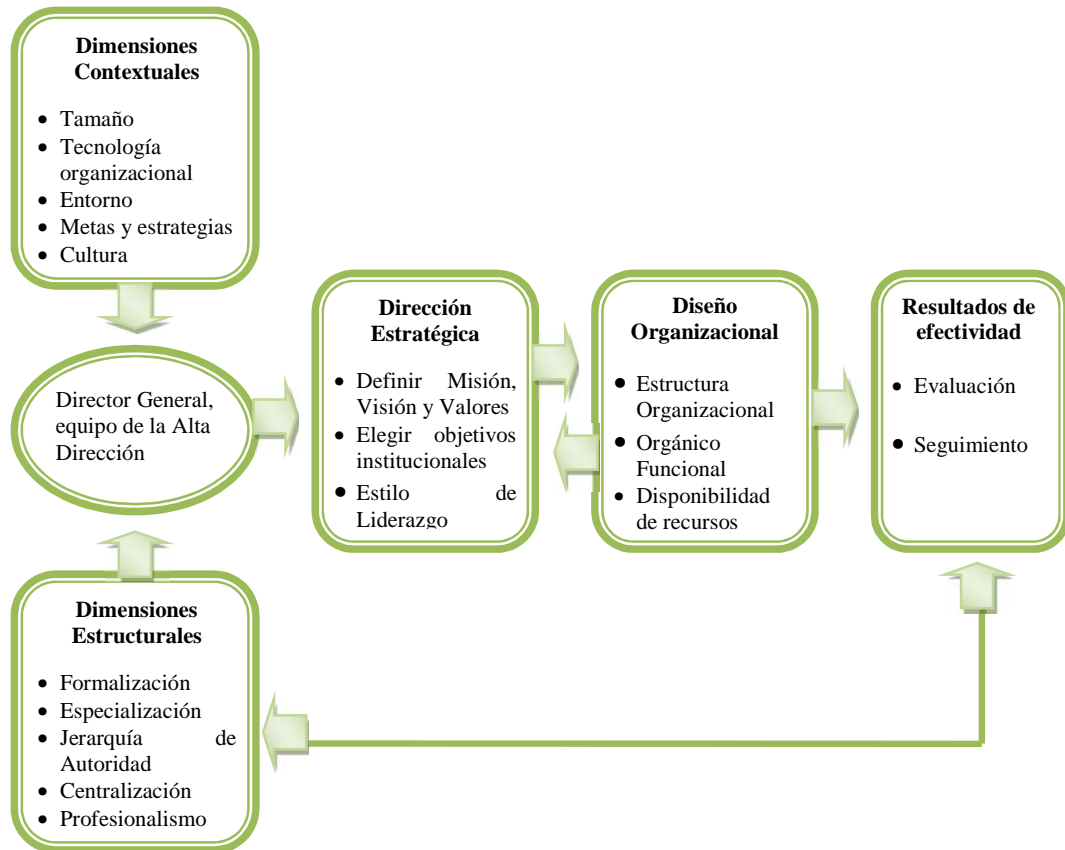 Dimensiones
Contextuales
• Tamaño
• Tecnología
organizacional
• Entorno
• Metas y estrategias
• Cultura
Director General,
equipo de la Alta
Dirección
Dimensiones
Estructurales
• Formalización
• Especialización
• Jerarquía de
Autoridad
• Centralización
• Profesionalismo
Dirección
Estratégica
• Definir Misión,
Visión y Valores
• Elegir objetivos
institucionales
• Estilo de
Liderazgo
Diseño
Organizacional
• Estructura
Organizacional
• Orgánico
Funcional
• Disponibilidad
de recursos
Resultados de
efectividad
• Evaluación
• Seguimiento